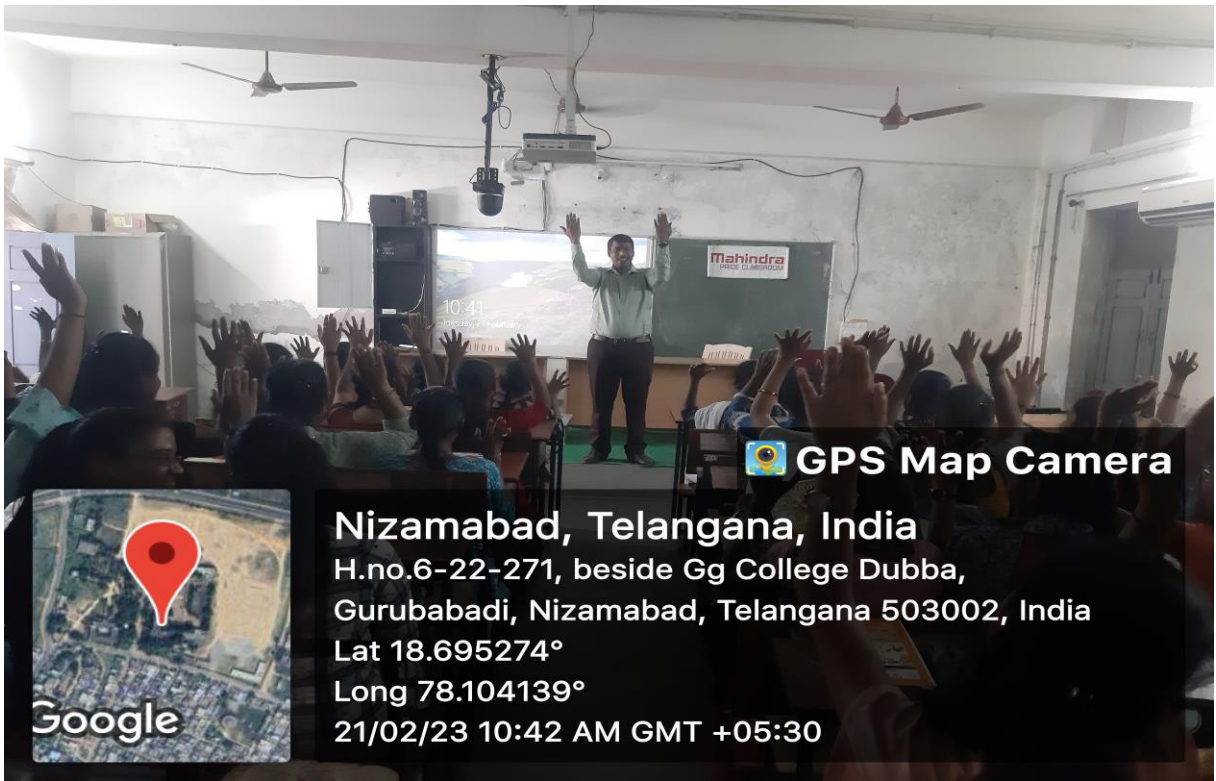 10:41
Mahindra
PRIDE CLASSROOM
GPS Map Camera
Nizamabad, Telangana, India
H.no.6-22-271, beside Gg College Dubba,
Gurubabadi, Nizamabad, Telangana 503002, India
Lat 18.695274°
Long 78.104139°
21/02/23 10:42 AM GMT +05:30
Google